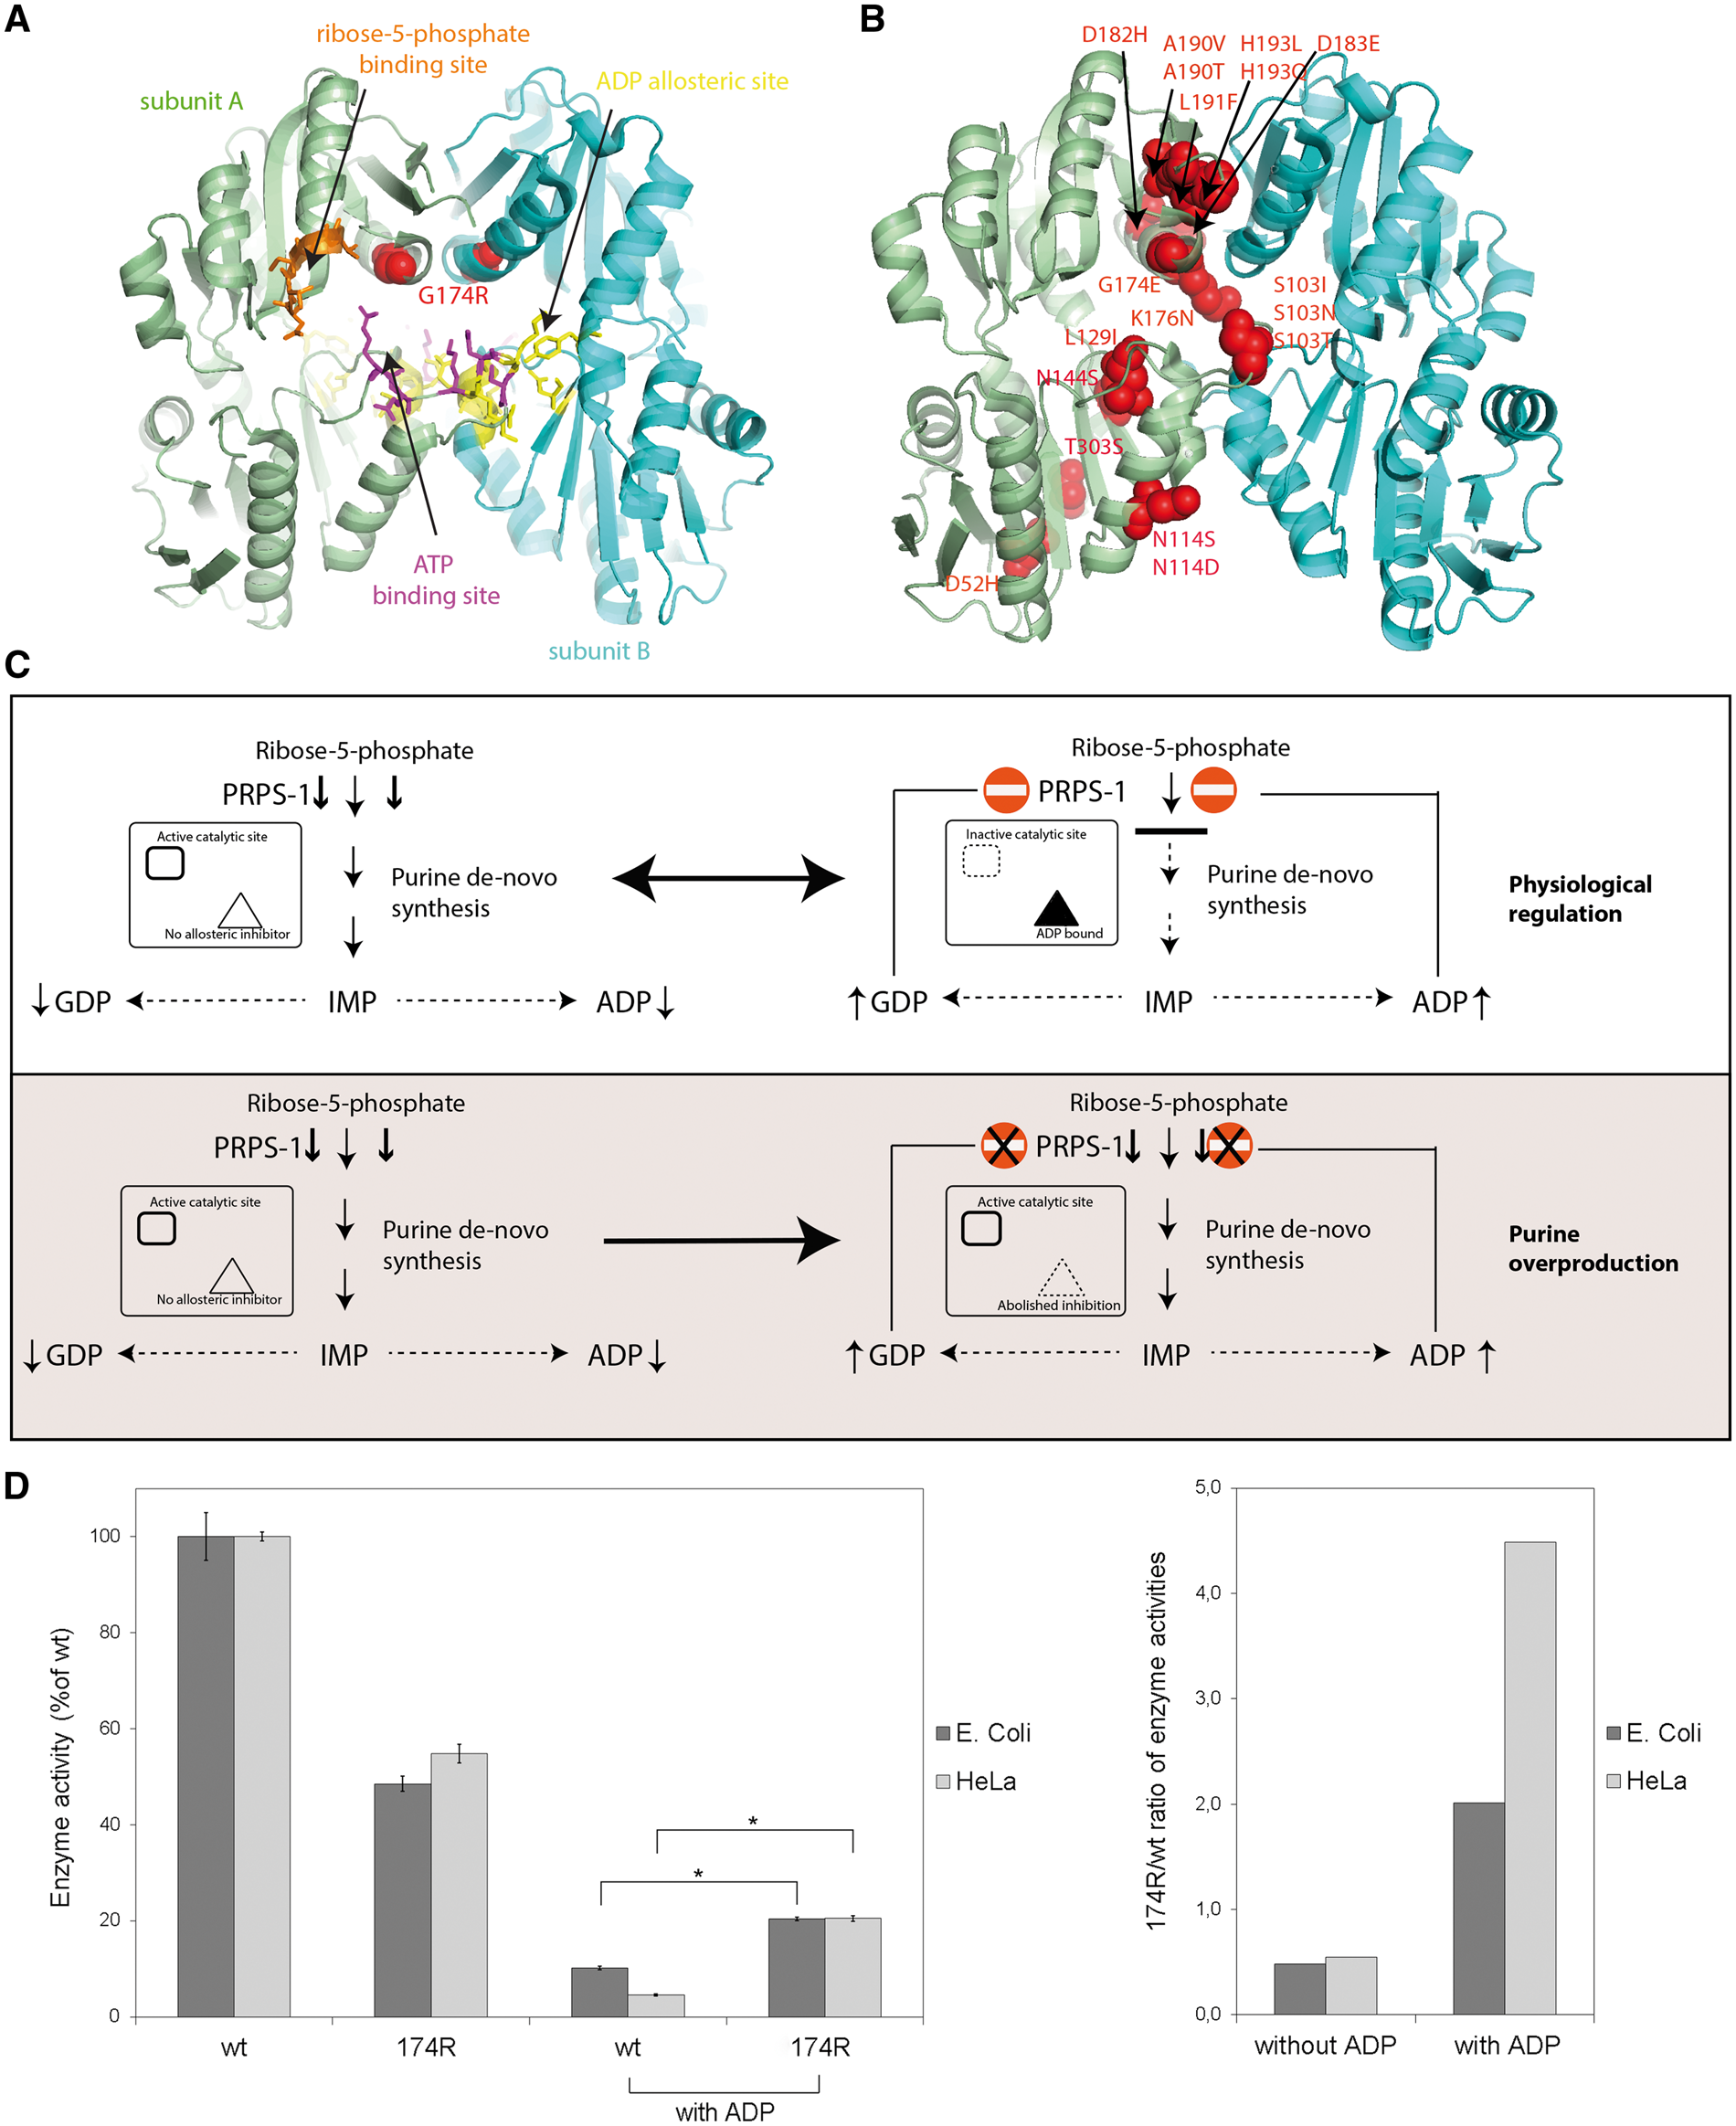 A
ribose-5-phosphate
binding site
ADP allosteric site
subunit A
G174R
ATP
binding site
subunit B
B
D182H
A190V
A190T
L191F
H193L
H193Q
D183E
G174E
K176N
S103I
S103N
S103T
L129I
N144S
T303S
N114S
N114D
D52H
C
Ribose-5-phosphate
PRPS-1
Active catalytic site
No allosteric inhibitor
Purine de-novo
synthesis
GDP
IMP
ADP
Ribose-5-phosphate
PRPS-1
Inactive catalytic site
ADP bound
Purine de-novo
synthesis
GDP
IMP
ADP
Physiological
regulation
Ribose-5-phosphate
PRPS-1
Active catalytic site
No allosteric inhibitor
Purine de-novo
synthesis
GDP
IMP
ADP
Ribose-5-phosphate
PRPS-1
Active catalytic site
Abolished inhibition
Purine de-novo
synthesis
GDP
IMP
ADP
Purine
overproduction
D
Enzyme activity (%of wt)
100
80
60
40
20
0
*
*
wt
174R
wt
174R
with ADP
E. Coli
HeLa
174R/wt ratio of enzyme activities
5,0
4,0
3,0
2,0
1,0
0,0
without ADP
with ADP
E. Coli
HeLa